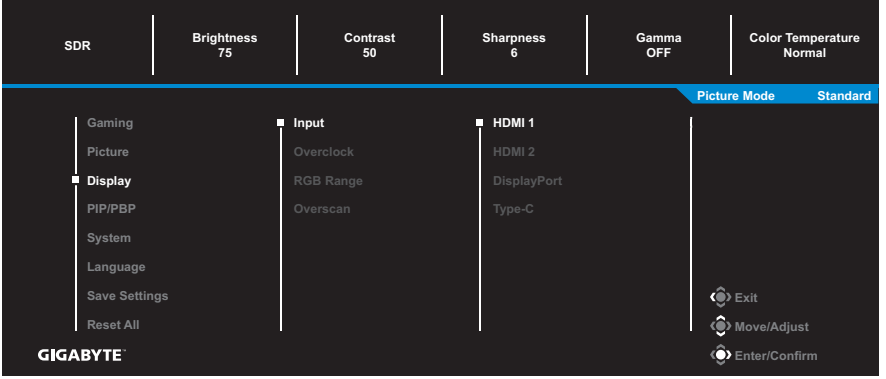 SDR
Brightness
75
Contrast
50
Sharpness
6
Gamma
OFF
Color Temperature
Normal
Picture Mode Standard
Gaming
Picture
Display
PIP/PBP
System
Language
Save Settings
Reset All
Input
Overclock
RGB Range
Overscan
HDMI 1
HDMI 2
DisplayPort
Type-C
Exit
Move/Adjust
Enter/Confirm
GIGABYTE